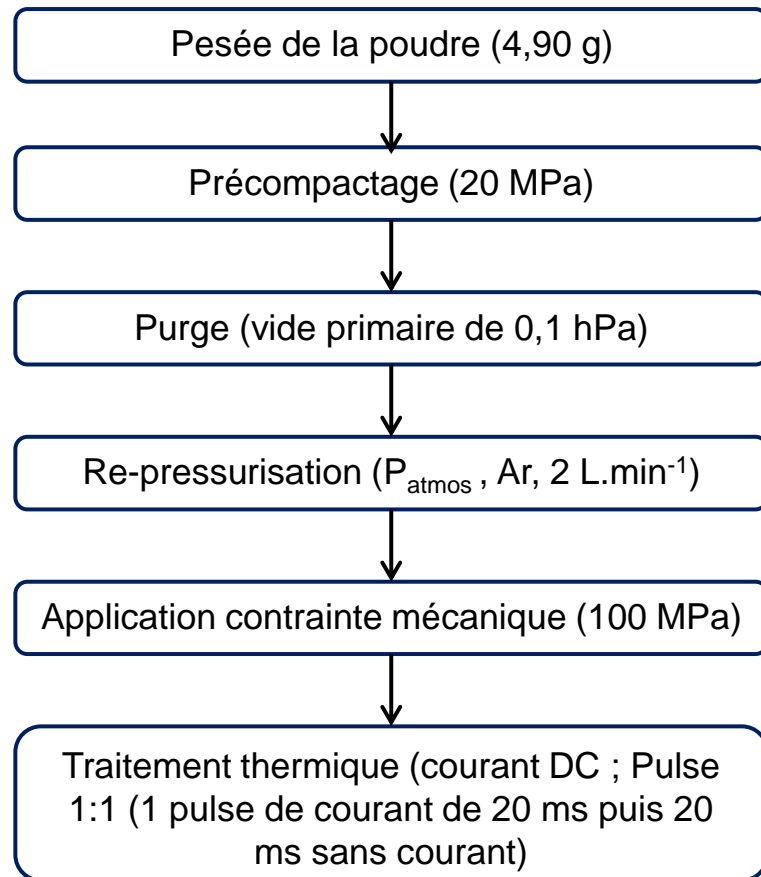 Pesée de la poudre (4,90 g)
Précompactage (20 MPa)
Purge (vide primaire de 0,1 hPa)
Re-pressurisation (Patmos , Ar, 2 L.min-1)
Application contrainte mécanique (100 MPa)
Traitement thermique (courant DC ; Pulse
1:1 (1 pulse de courant de 20 ms puis 20
ms sans courant)